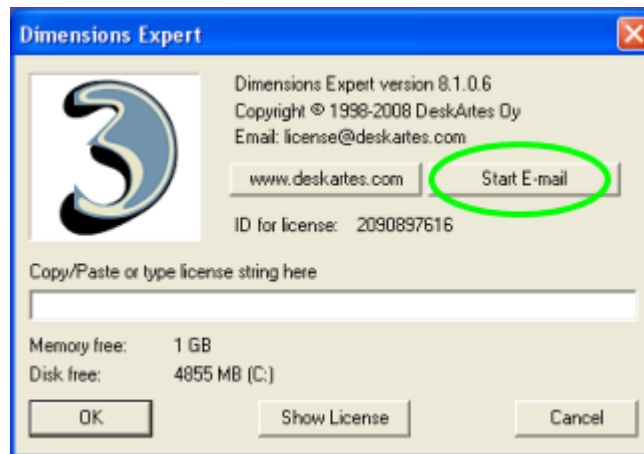 Dimensions Expert
Dimensions Expert version 8.1.0.6
Copyright © 1998-2008 DeskArtes Oy
Email: license@deskartes.com
www.deskartes.com Start E-mail
ID for license: 2090897616
Copy/Paste or type license string here
Memory free: 1 GB
Disk free: 4855 MB (C:)
OK Show License Cancel